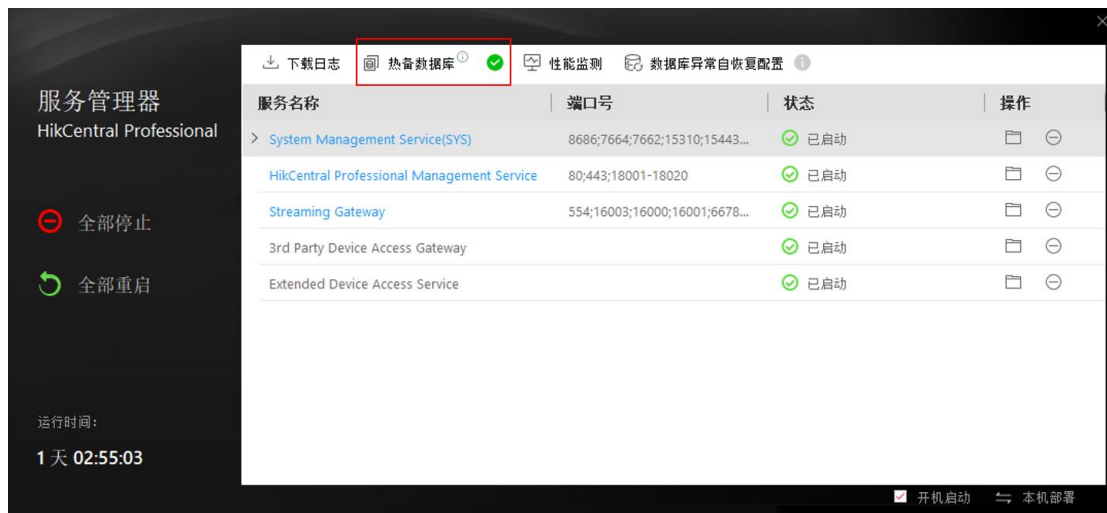 下载日志 热备数据库 性能监测 数据库异常自恢复配置
服务管理器
HikCentral Professional
全部停止
全部重启
运行时间:
1 天 02:55:03
服务名称 端口号 状态 操作
System Management Service(SYS) 8686;7664;7662;15310;15443... 已启动
HikCentral Professional Management Service 80;443;18001-18020 已启动
Streaming Gateway 554;16003;16000;16001;6678... 已启动
3rd Party Device Access Gateway 已启动
Extended Device Access Service 已启动
开机启动 本机部署